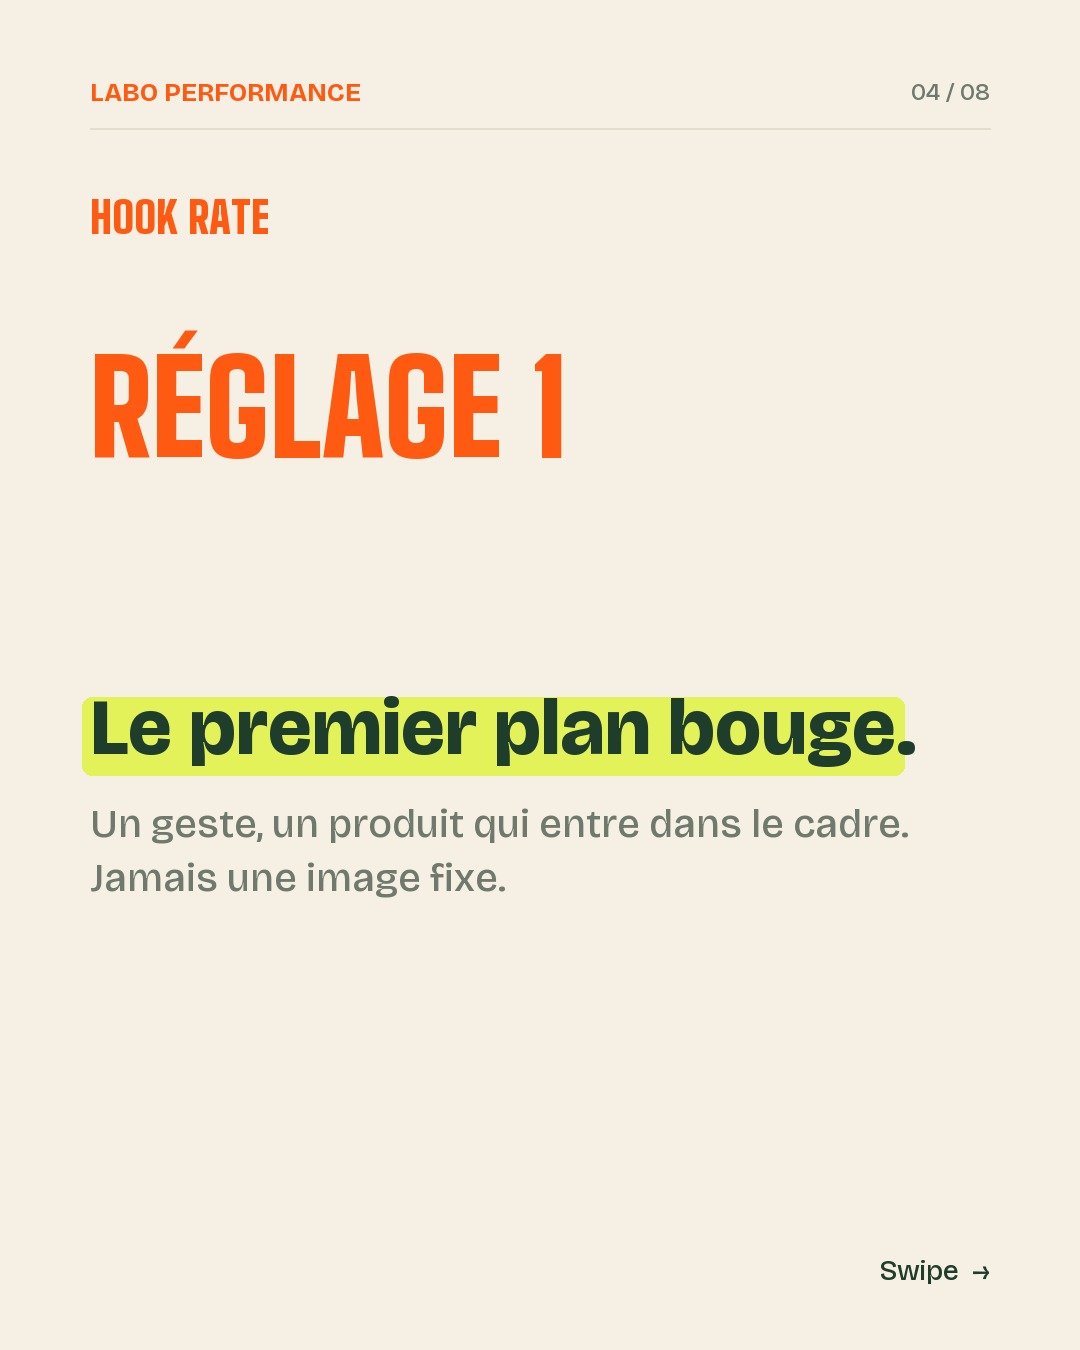 LABO PERFORMANCE
04 / 08
HOOK RATE
RÉGLAGE 1
Le premier plan bouge.
Un geste, un produit qui entre dans le cadre.
Jamais une image fixe.
Swipe →